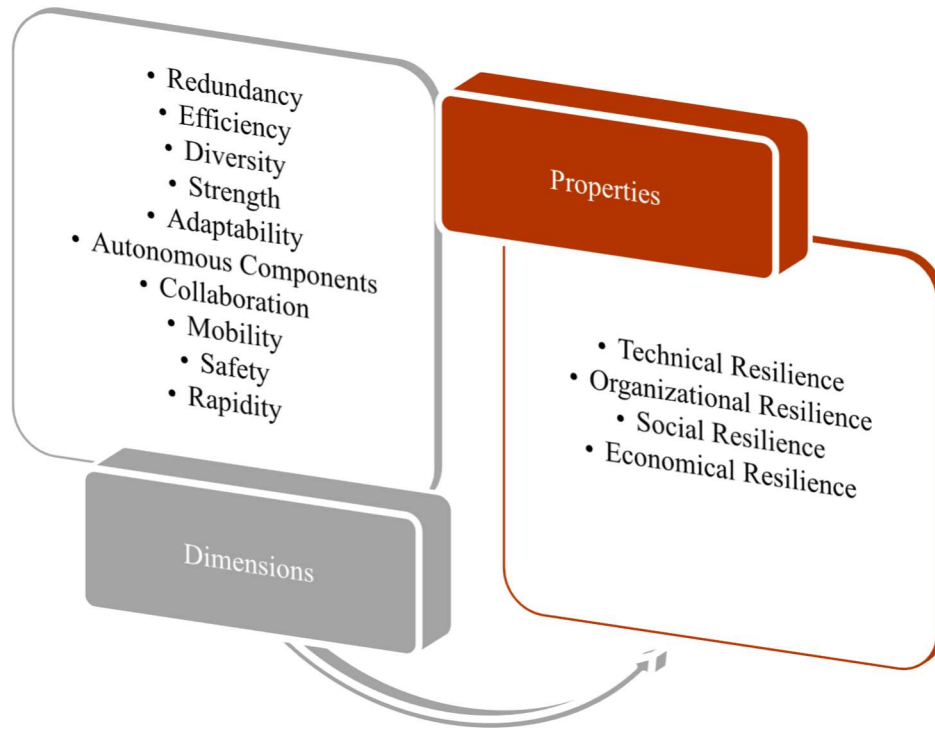 • Redundancy
• Efficiency
• Diversity
• Strength
• Adaptability
• Autonomous Components
• Collaboration
• Mobility
• Safety
• Rapidity
Dimensions
Properties
• Technical Resilience
• Organizational Resilience
• Social Resilience
• Economical Resilience